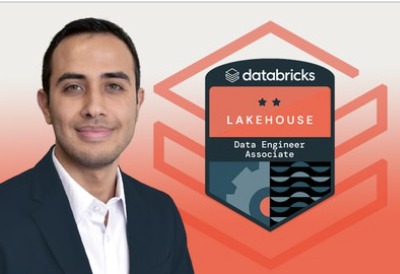 databricks
LAKEHOUSE
Data Engineer
Associate